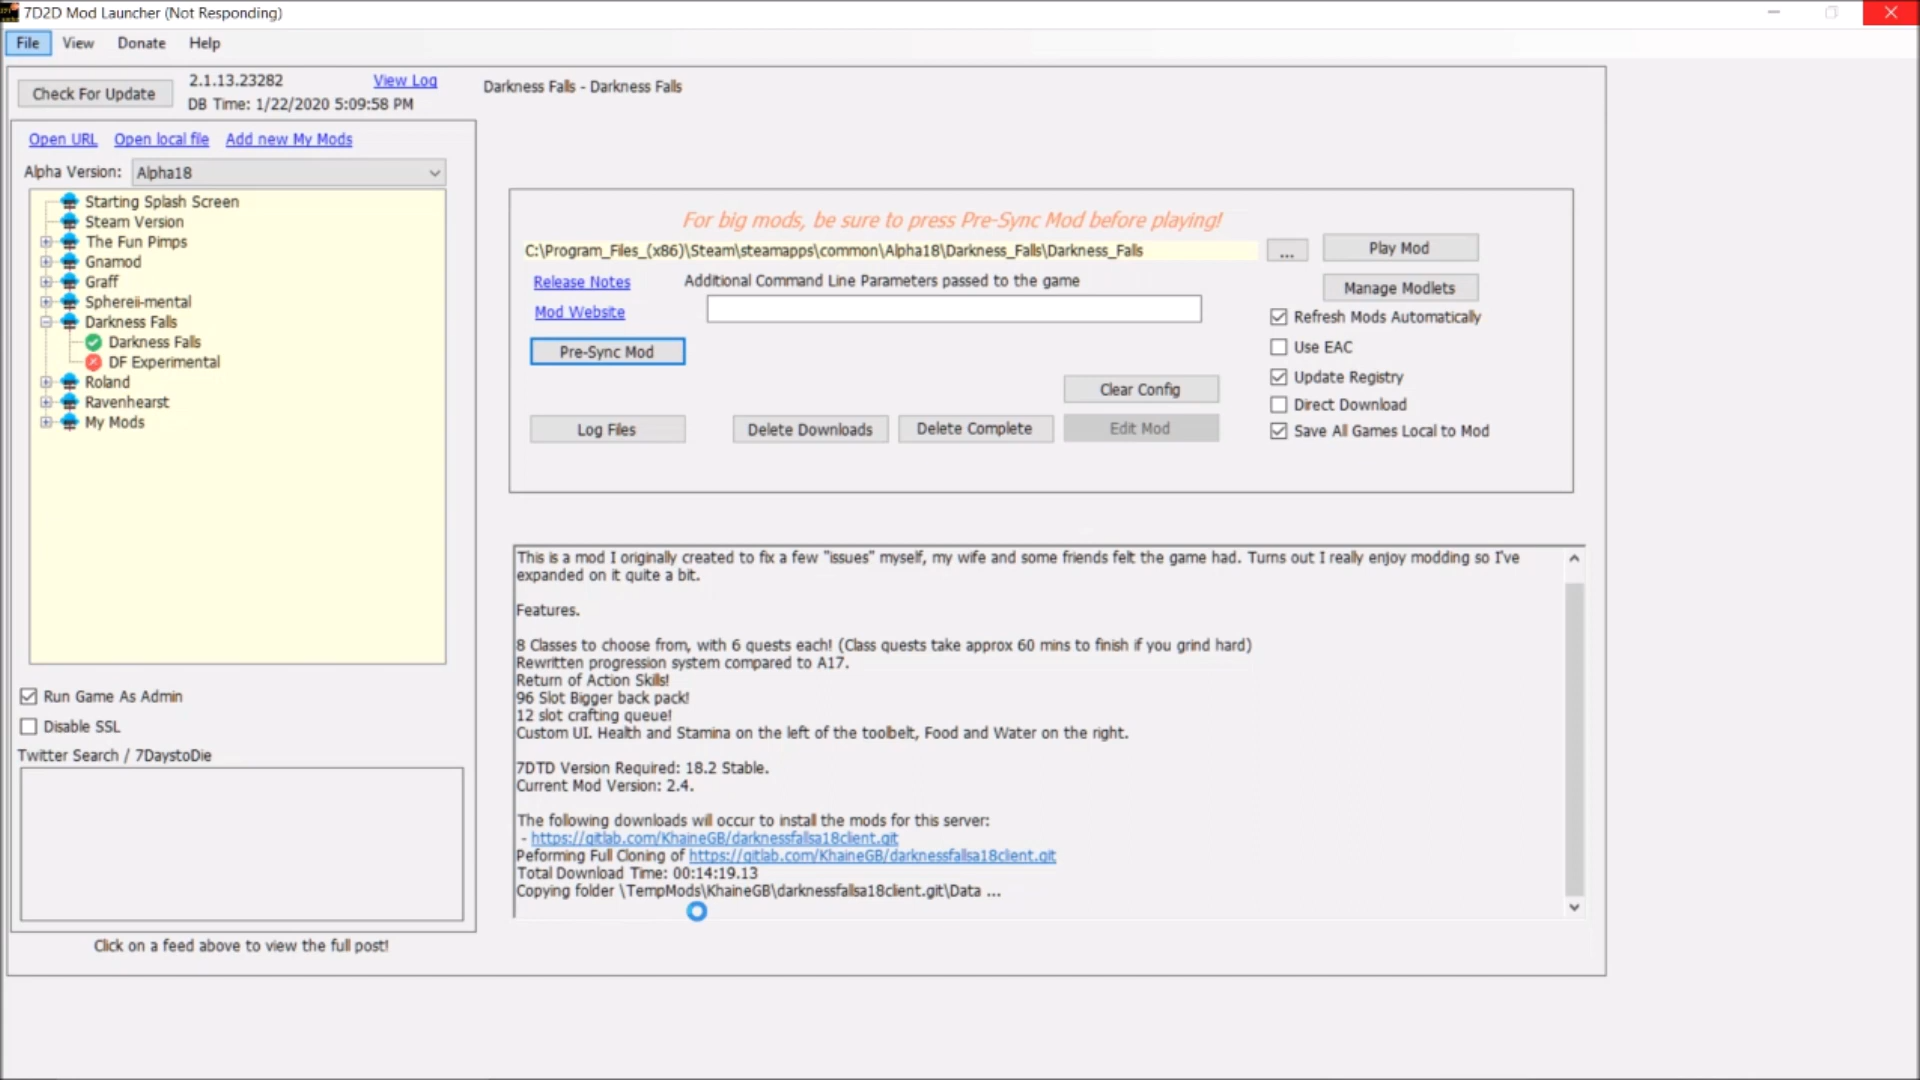 7D2D Mod Launcher (Not Responding)
File View Donate Help
Check For Update
2.1.13.23282
View Log
DB Time: 1/22/2020 5:09:58 PM
Darkness Falls - Darkness Falls
Open URL Open local file Add new My Mods
Alpha Version: Alpha18
Starting Splash Screen
Steam Version
The Fun Pimps
Gnamod
Graff
Sphereii-mental
Darkness Falls
Darkness Falls
DF Experimental
Roland
Ravenhearst
My Mods
Run Game As Admin
Disable SSL
Twitter Search / 7DaystoDie
Click on a feed above to view the full post!
For big mods, be sure to press Pre-Sync Mod before playing!
C:\Program_Files_(x86)\Steam\steamapps\common\Alpha18\Darkness_Falls\Darkness_Falls
...
Play Mod
Release Notes
Additional Command Line Parameters passed to the game
Manage Modlets
Mod Website
Refresh Mods Automatically
Pre-Sync Mod
Use EAC
Clear Config
Update Registry
Direct Download
Log Files
Delete Downloads
Delete Complete
Edit Mod
Save All Games Local to Mod
This is a mod I originally created to fix a few "issues" myself, my wife and some friends felt the game had. Turns out I really enjoy modding so I've
expanded on it quite a bit.
Features.
8 Classes to choose from, with 6 quests each! (Class quests take approx 60 mins to finish if you grind hard)
Rewritten progression system compared to A17.
Return of Action Skills!
96 Slot Bigger back pack!
12 slot crafting queue!
Custom UI. Health and Stamina on the left of the toolbelt, Food and Water on the right.
7DTD Version Required: 18.2 Stable.
Current Mod Version: 2.4.
The following downloads will occur to install the mods for this server:
- https://gitlab.com/KhaineGB/darknessfallsa18client.git
Peforming Full Cloning of https://gitlab.com/KhaineGB/darknessfallsa18client.git
Total Download Time: 00:14:19.13
Copying folder \TempMods\KhaineGB\darknessfallsa18client.git\Data ...